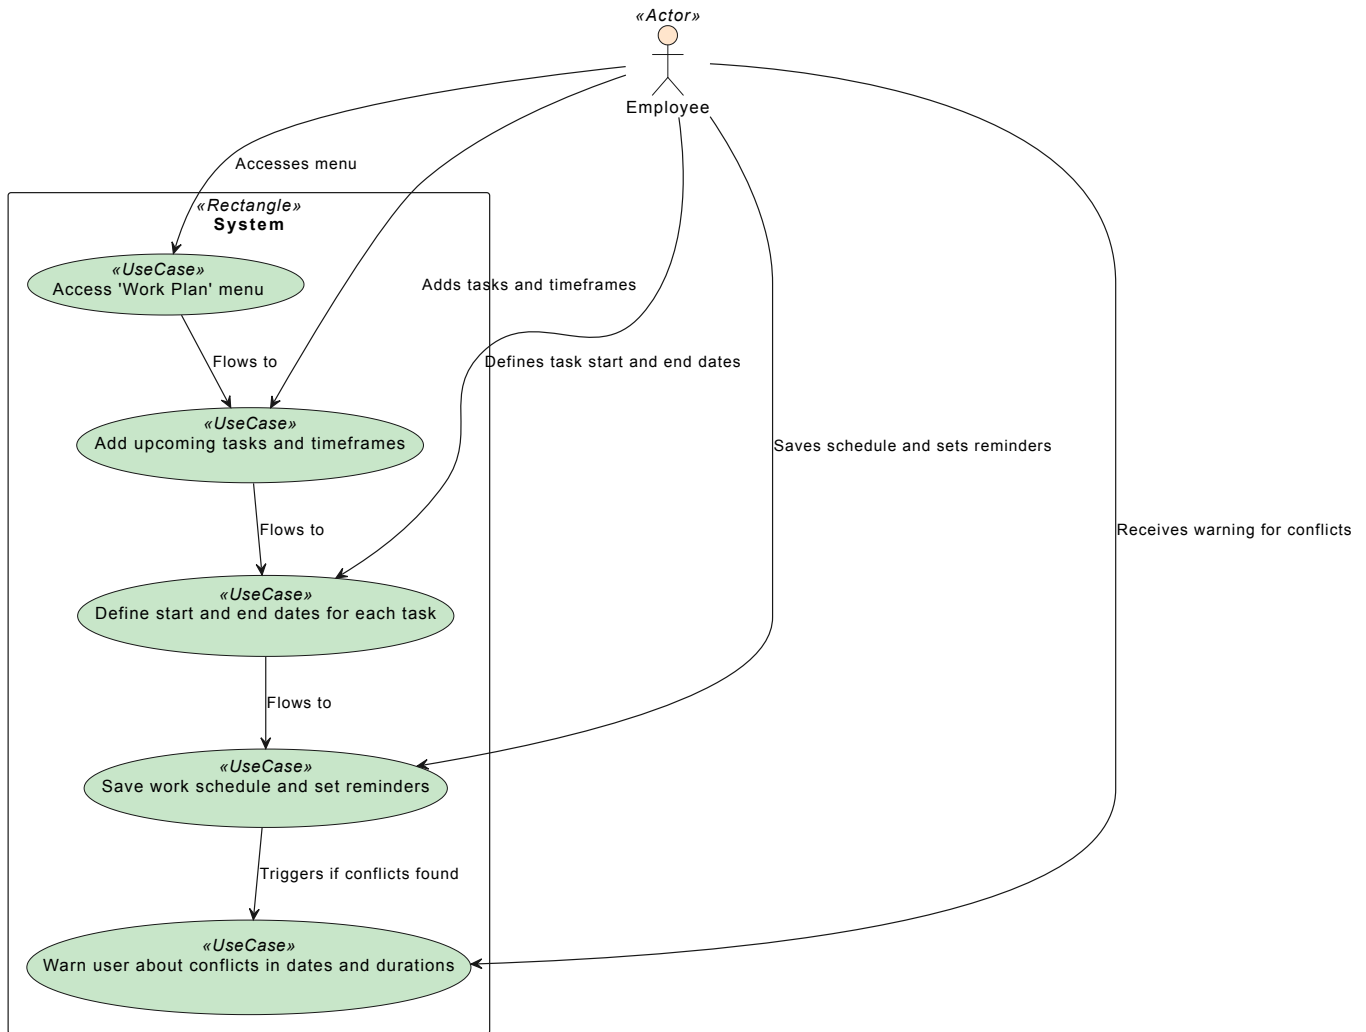 «Actor»
Employee
Accesses menu
«Rectangle»
System
«UseCase»
Access 'Work Plan' menu
Adds tasks and timeframes
Flows to
Defines task start and end dates
«UseCase»
Add upcoming tasks and timeframes
Saves schedule and sets reminders
Flows to
Receives warning for conflicts
«UseCase»
Define start and end dates for each task
Flows to
«UseCase»
Save work schedule and set reminders
Triggers if conflicts found
«UseCase»
Warn user about conflicts in dates and durations